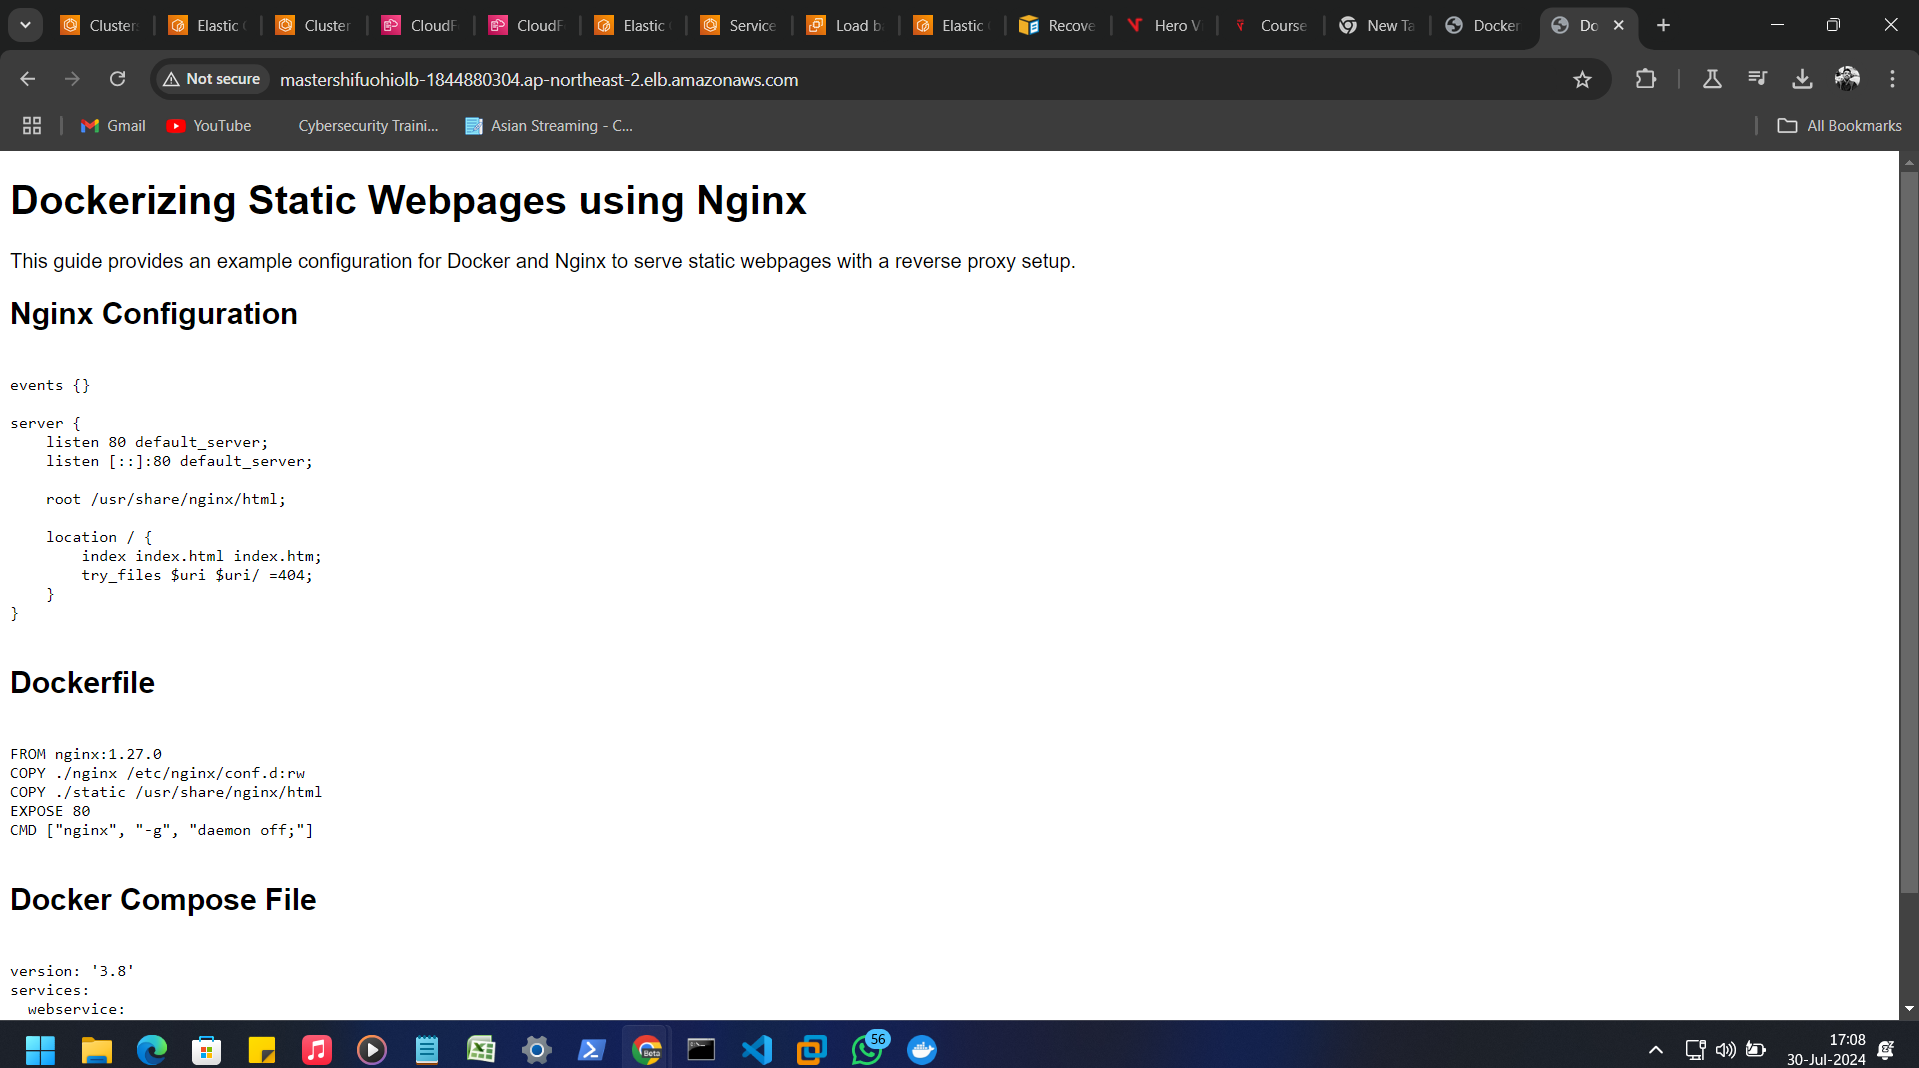 Clusters
Elastic
Cluster
CloudF
CloudF
Elastic
Service
Load b
Elastic
Recove
Hero V
Course
New Ta
Docker
Do
Not secure
mastershifuohiolb-1844880304.ap-northeast-2.elb.amazonaws.com
Gmail
YouTube
Cybersecurity Traini...
Asian Streaming - C...
All Bookmarks
Dockerizing Static Webpages using Nginx
This guide provides an example configuration for Docker and Nginx to serve static webpages with a reverse proxy setup.
Nginx Configuration
events {}
server {
    listen 80 default_server;
    listen [::]:80 default_server;
    root /usr/share/nginx/html;
    location / {
        index index.html index.htm;
        try_files $uri $uri/ =404;
    }
}
Dockerfile
FROM nginx:1.27.0
COPY ./nginx /etc/nginx/conf.d:rw
COPY ./static /usr/share/nginx/html
EXPOSE 80
CMD ["nginx", "-g", "daemon off;"]
Docker Compose File
version: '3.8'
services:
  webservice:
Beta
56
17:08
30-Jul-2024